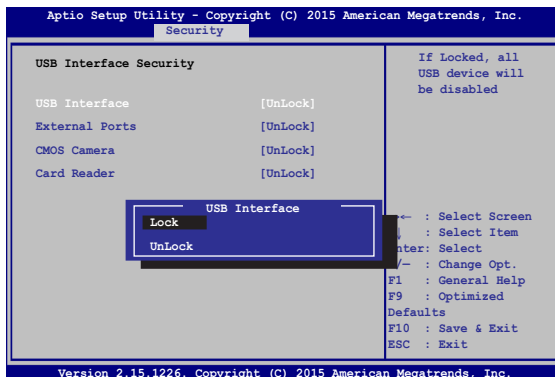 Aptio Setup Utility - Copyright (C) 2015 American Megatrends, Inc.
Security
USB Interface Security
USB Interface [UnLock]
External Ports [UnLock]
CMOS Camera [UnLock]
Card Reader [UnLock]
If Locked, all
USB device will
be disabled
USB Interface
Lock
UnLock
→← : Select Screen
: Select Item
nter: Select
/— : Change Opt.
F1 : General Help
F9 : Optimized
Defaults
F10 : Save & Exit
ESC : Exit
Version 2.15.1226. Copyright (C) 2015 American Megatrends, Inc.